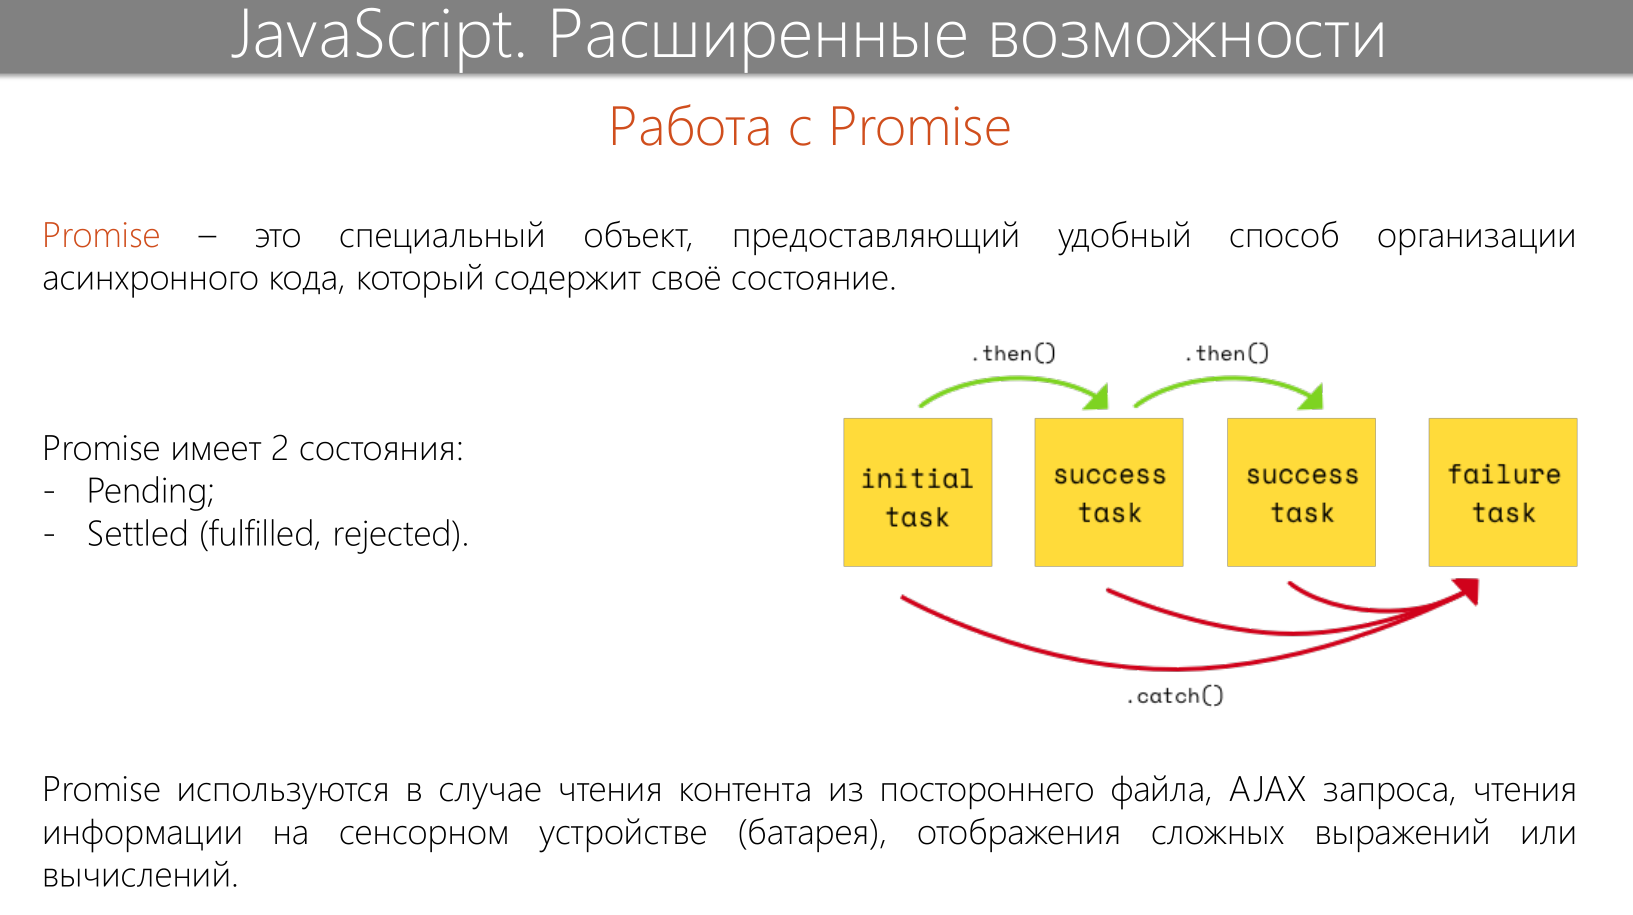 JavaScript. Расширенные возможности
Работа с Promise
Promise – это специальный объект, предоставляющий удобный способ организации
асинхронного кода, который содержит своё состояние.
Promise имеет 2 состояния:
- Pending;
- Settled (fulfilled, rejected).
.then() .then()
initial
task
success
task
success
task
failure
task
.catch()
Promise используются в случае чтения контента из постороннего файла, AJAX запроса, чтения
информации на сенсорном устройстве (батарея), отображения сложных выражений или
вычислений.